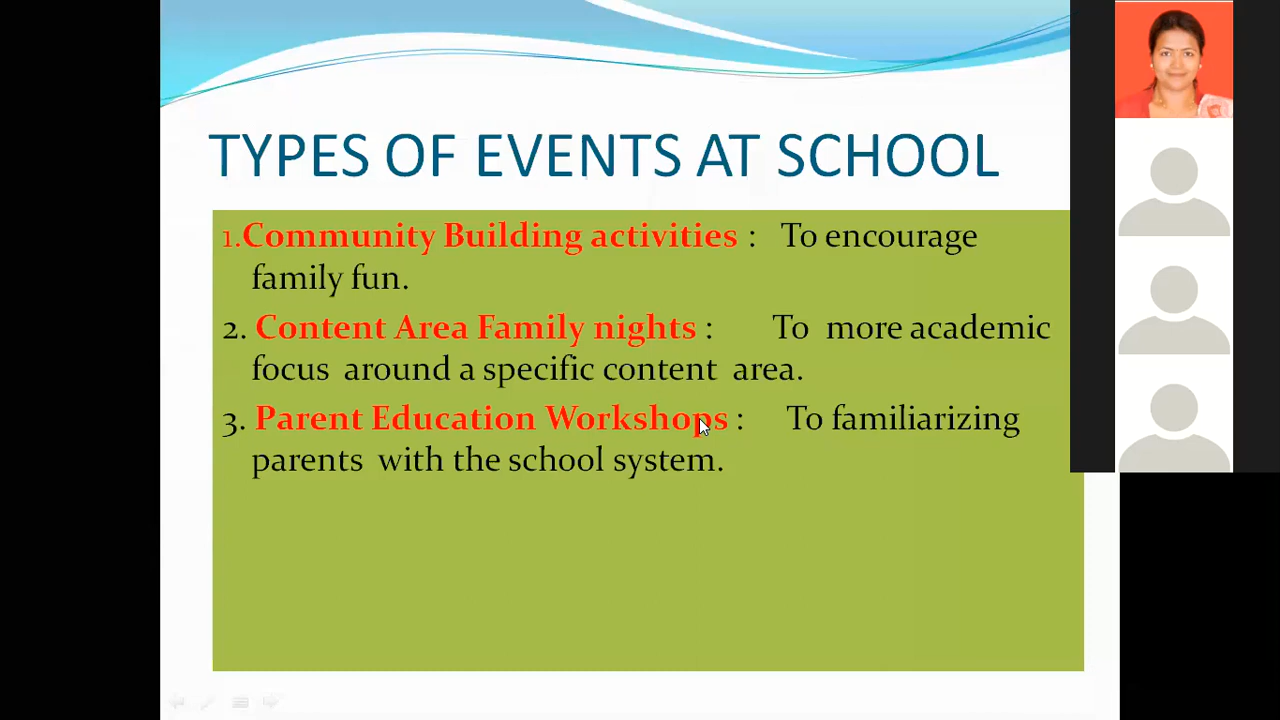 TYPES OF EVENTS AT SCHOOL
1.Community Building activities : To encourage
family fun.
2. Content Area Family nights : To more academic
focus around a specific content area.
3. Parent Education Workshops : To familiarizing
parents with the school system.